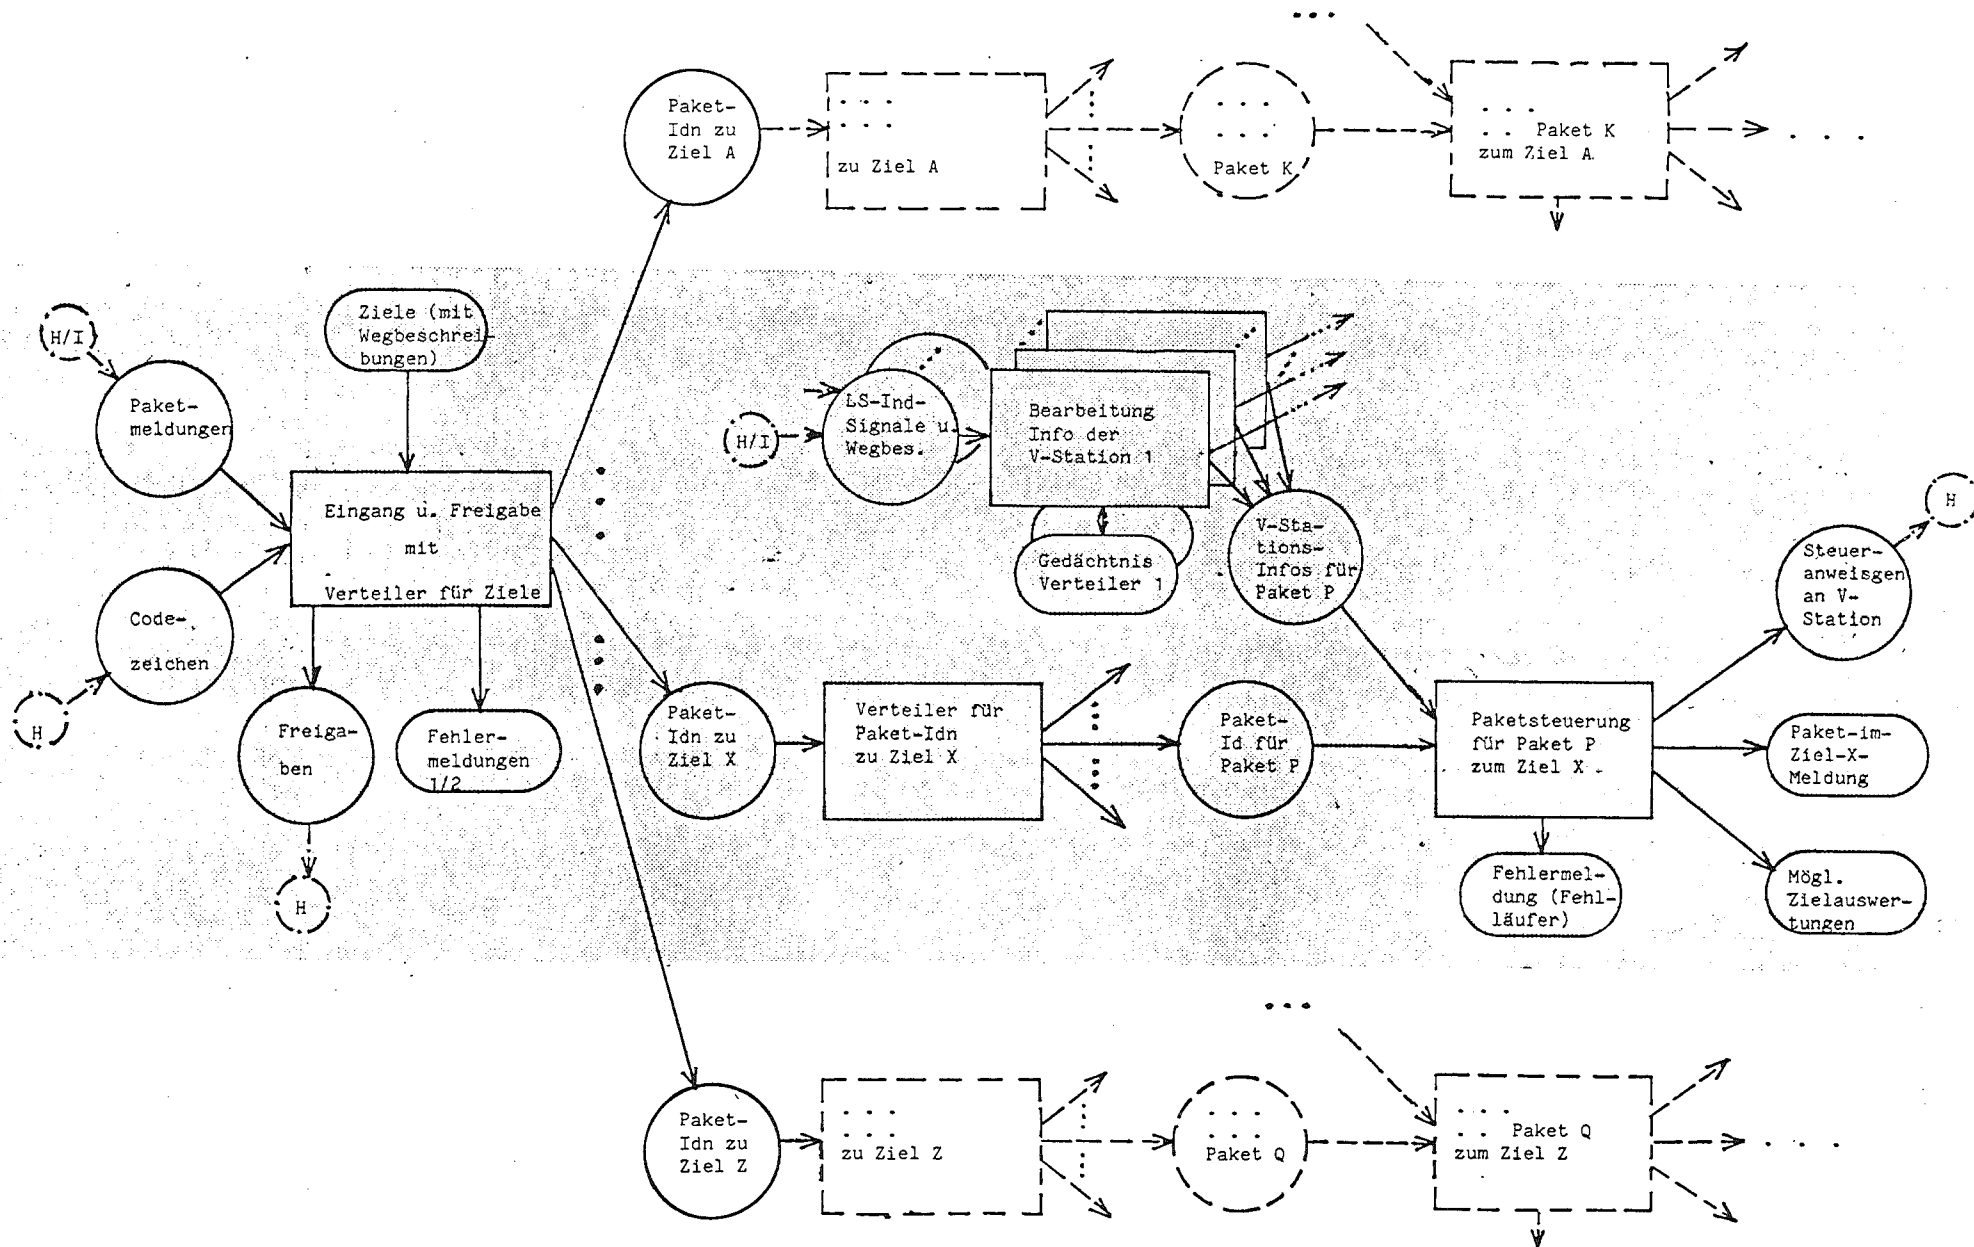 Paket-
Idn zu
Ziel A
zu Ziel A
Paket K
Paket K
zum Ziel A
H/I
Paket-
meldungen
Ziele (mit
Wegbeschrei-
bungen)
Eingang u. Freigabe
mit
Verteiler für Ziele
Code-
zeichen
H
Freiga-
ben
H
Fehler-
meldungen
1/2
H/I
LS-Ind-
Signale u.
Wegbes.
Bearbeitung
Info der
V-Station 1
Gedächtnis
Verteiler 1
V-Sta-
tions-
Infos für
Paket P
Paket-
Idn zu
Ziel X
Verteiler für
Paket-Idn
zu Ziel X
Paket-
Id für
Paket P
Paketsteuerung
für Paket P
zum Ziel X
Steuer-
anweisgen
an V-
Station
H
Paket-im-
Ziel-X-
Meldung
Mögl.
Zielauswer-
tungen
Fehlermel-
dung (Fehl-
läufer)
Paket-
Idn zu
Ziel Z
zu Ziel Z
Paket Q
Paket Q
zum Ziel Z